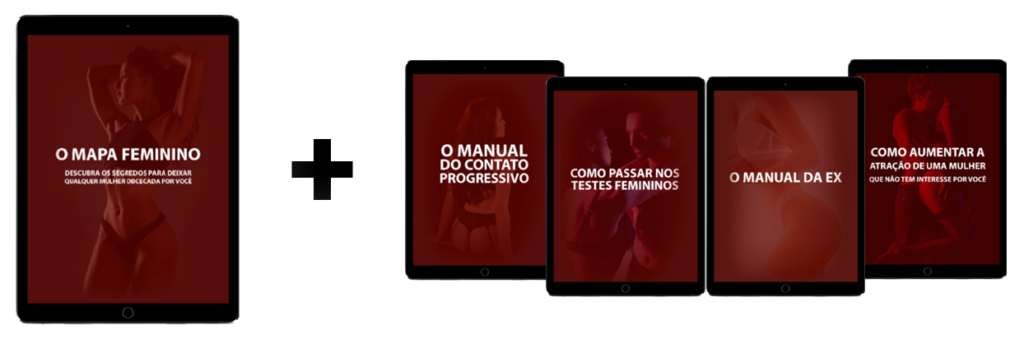 O MAPA FEMININO
DESCUBRA OS SEGREDOS PARA DEIXAR
QUALQUER MULHER OBCECADA POR VOCÊ
O MANUAL
DO CONTATO
PROGRESSIVO
COMO PASSAR NOS
TESTES FEMININOS
O MANUAL DA EX
COMO AUMENTAR A
ATRAÇÃO DE UMA MULHER
QUE NÃO TEM INTERESSE POR VOCÊ